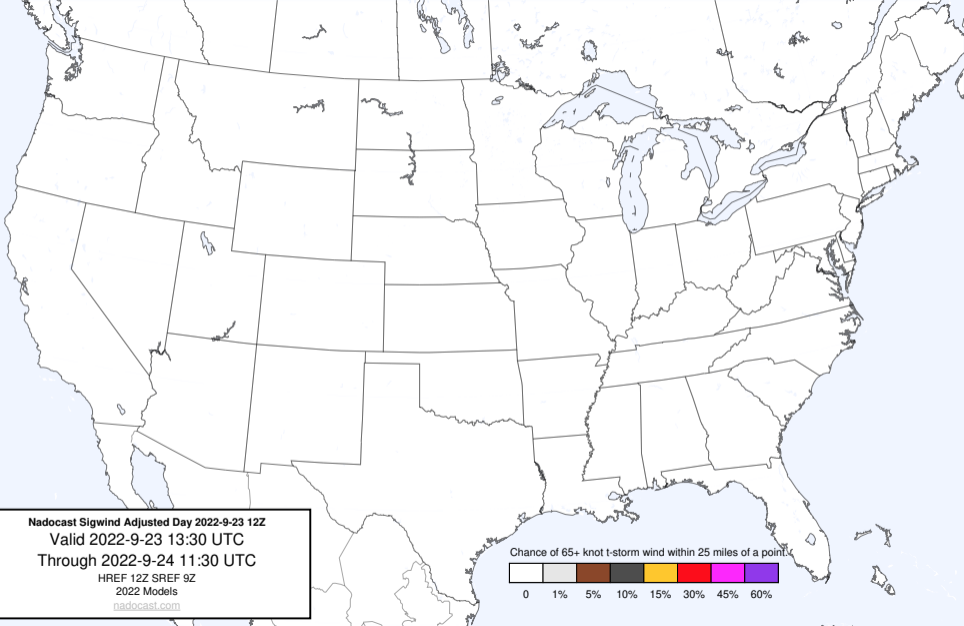 Nadocast Sigwind Adjusted Day 2022-9-23 12Z
Valid 2022-9-23 13:30 UTC
Through 2022-9-24 11:30 UTC
HREF 12Z SREF 9Z
2022 Models
nadocast.com
Chance of 65+ knot t-storm wind within 25 miles of a point.
0 1% 5% 10% 15% 30% 45% 60%